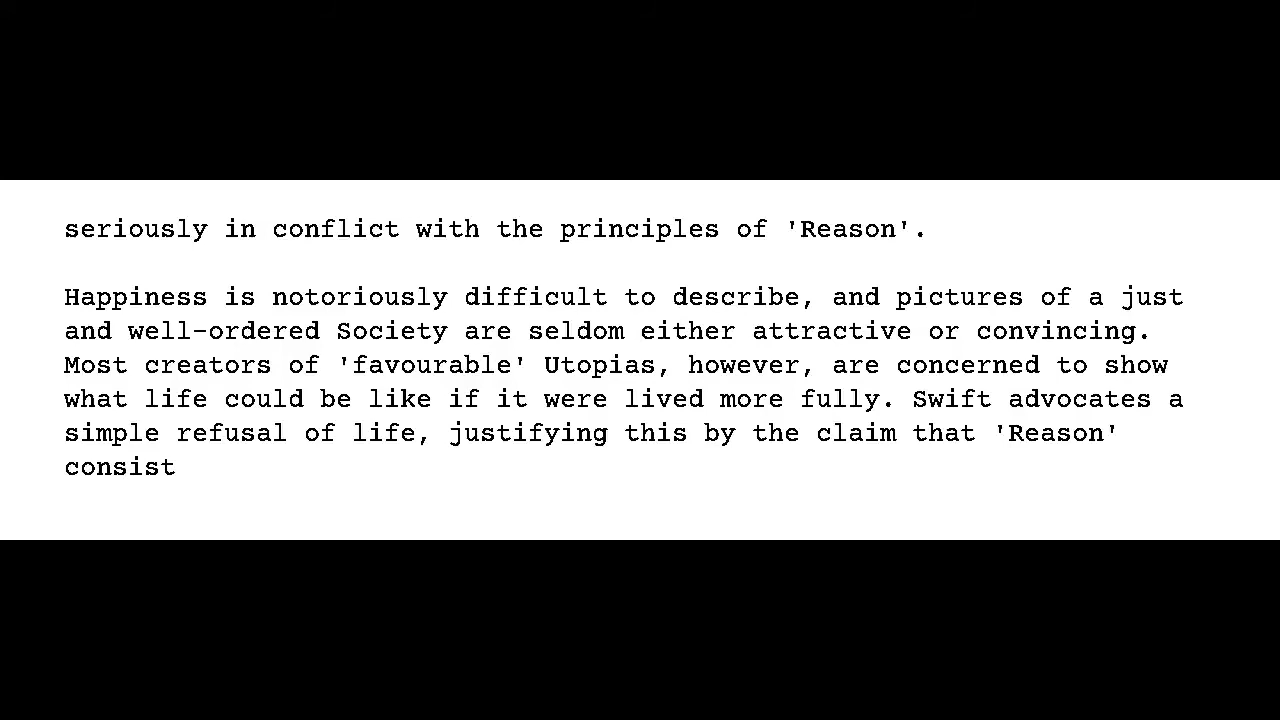 seriously in conflict with the principles of 'Reason'.
Happiness is notoriously difficult to describe, and pictures of a just
and well-ordered Society are seldom either attractive or convincing.
Most creators of 'favourable' Utopias, however, are concerned to show
what life could be like if it were lived more fully. Swift advocates a
simple refusal of life, justifying this by the claim that 'Reason'
consist